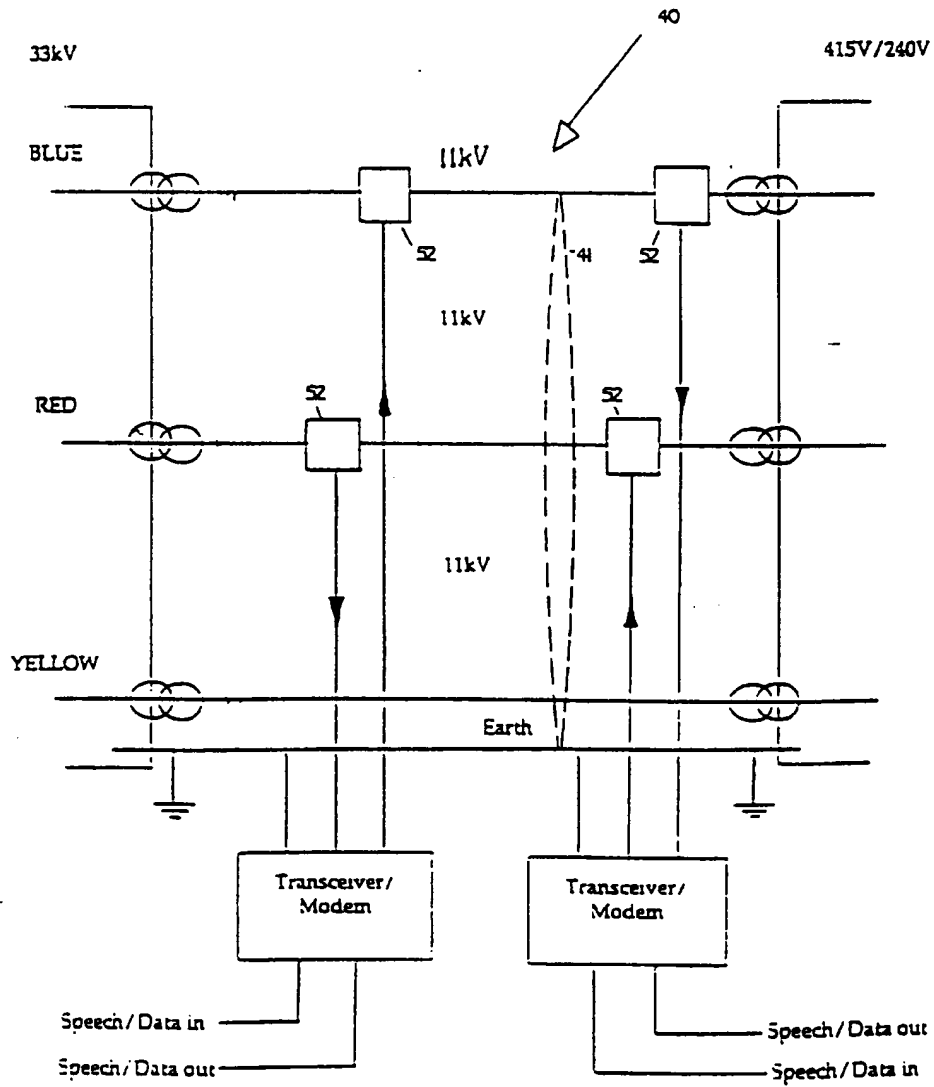 40
33kV
415V/240V
BLUE
11kV
52
41
52
11kV
RED
52
52
11kV
YELLOW
Earth
Transceiver/
Modem
Transceiver/
Modem
Speech/Data in
Speech/Data out
Speech/Data out
Speech/Data in